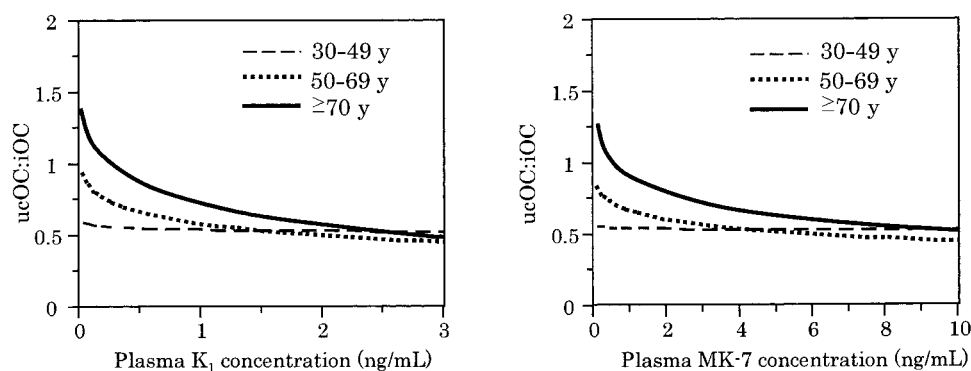 2
1.5
1
0.5
0
ucOC:iOC
30-49 y
50-69 y
≧70 y
0 1 2 3
Plasma K₁ concentration (ng/mL)
2
1.5
1
0.5
0
ucOC:iOC
30-49 y
50-69 y
≧70 y
0 2 4 6 8 10
Plasma MK-7 concentration (ng/mL)